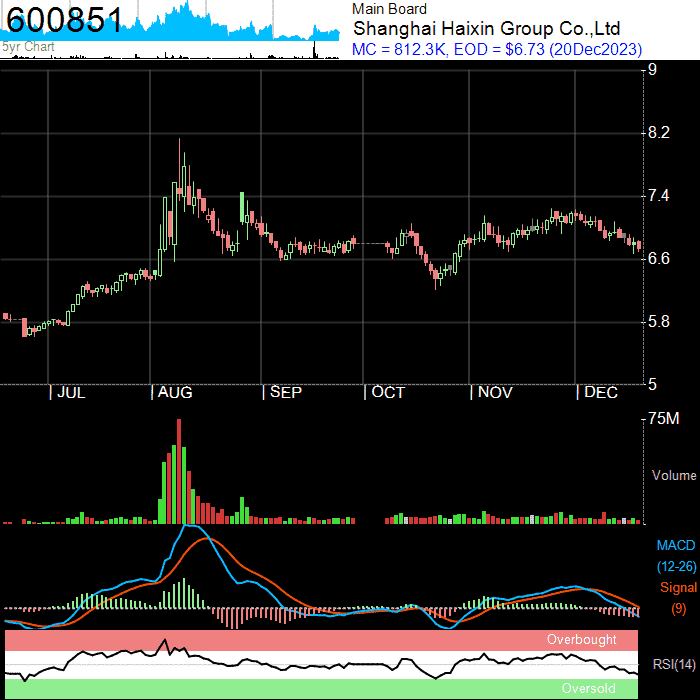 600851
5yr Chart
Main Board
Shanghai Haixin Group Co.,Ltd
MC = 812.3K, EOD = $6.73 (20Dec2023)
9
8.2
7.4
6.6
5.8
5
JUL AUG SEP OCT NOV DEC
75M
Volume
MACD
(12-26)
Signal
(9)
Overbought
RSI(14)
Oversold